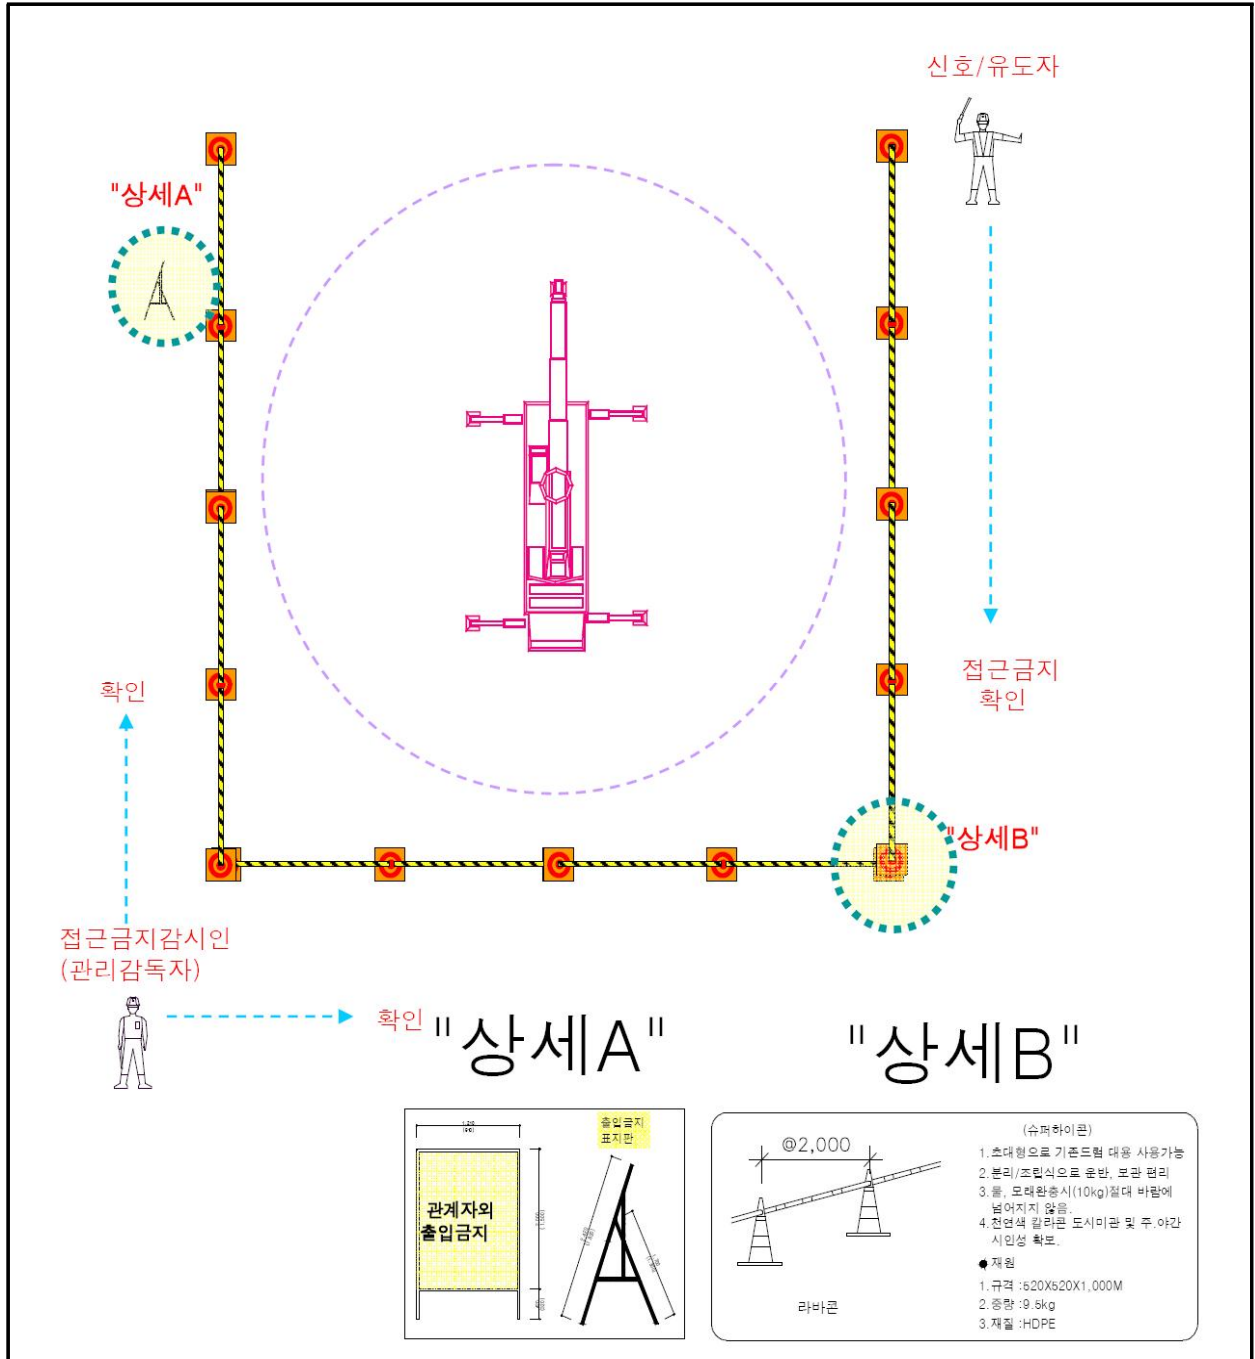 신호/유도자
"상세A"
확인
접근금지
확인
"상세B"
접근금지감시인
(관리감독자)
확인
"상세A"
"상세B"
출입금지
표지판
관계자외
출입금지
@2,000
라바콘
(슈퍼하이콘)
1.초대형으로 기존드럼 대용 사용가능
2.분리/조립식으로 운반, 보관 편리
3.물, 모래완충시(10kg)절대 바람에
넘어지지 않음.
4.천연색 칼라콘 도시미관 및 주.야간
시인성 확보.
재원
1.규격 :520X520X1,000M
2.중량 :9.5kg
3.재질 :HDPE